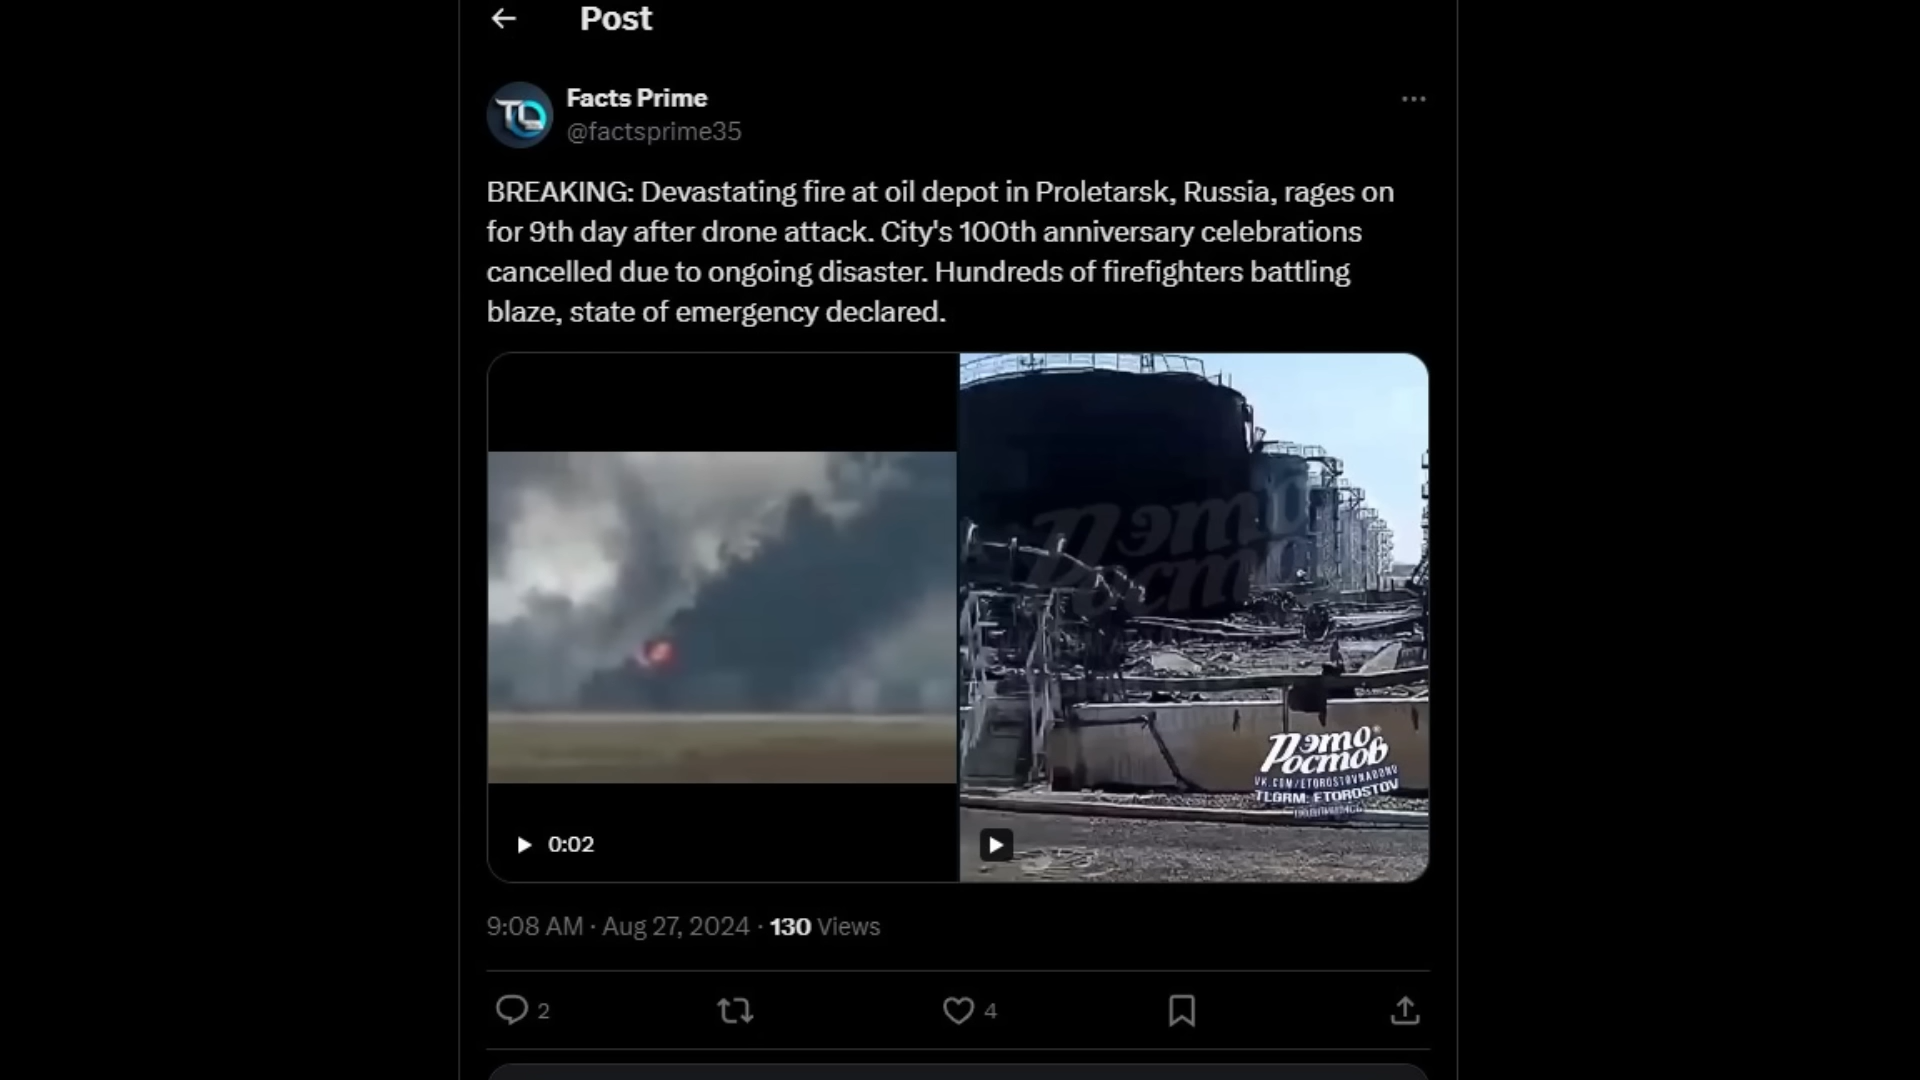 Post
TC
Facts Prime
@factsprime35
BREAKING: Devastating fire at oil depot in Proletarsk, Russia, rages on
for 9th day after drone attack. City's 100th anniversary celebrations
cancelled due to ongoing disaster. Hundreds of firefighters battling
blaze, state of emergency declared.
Это
Рост
Это
Ростов
VK.COM/ETOROSTOVNADONU
TLGRM: ETOROSTOV
0:02
9:08 AM · Aug 27, 2024 · 130 Views
2
4